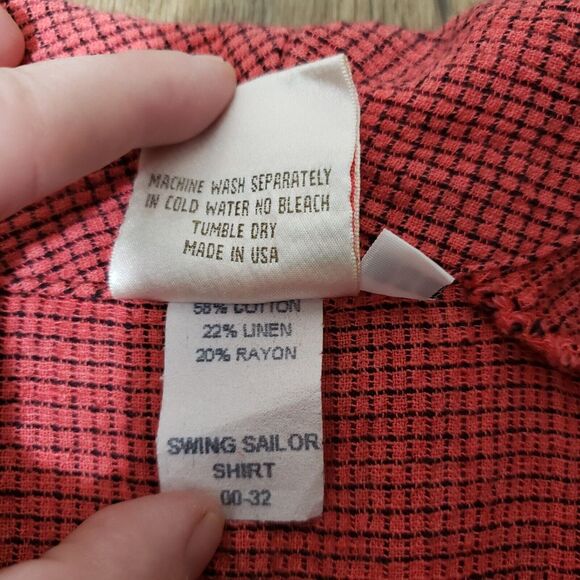 MACHINE WASH SEPARATELY
IN COLD WATER NO BLEACH
TUMBLE DRY
MADE IN USA
58% COTTON
22% LINEN
20% RAYON
SWING SAILOR
SHIRT
00-32